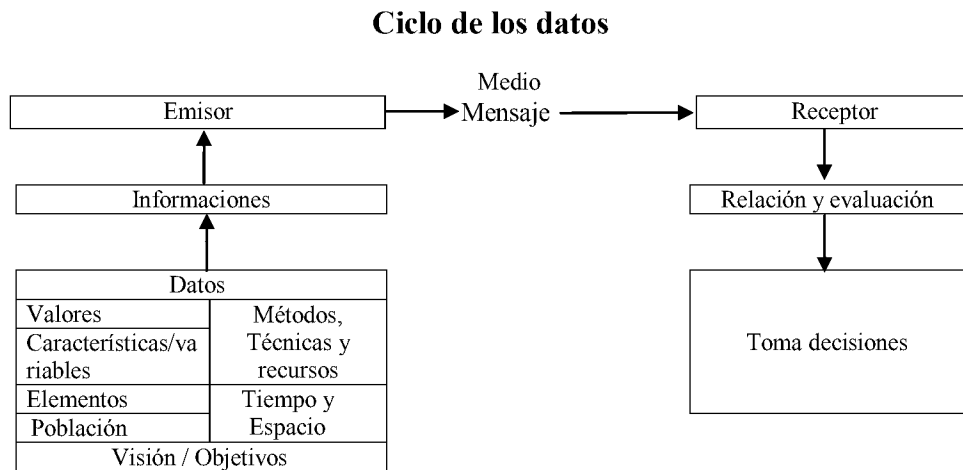 Ciclo de los datos
Medio
Emisor
Mensaje
Receptor
Informaciones
Relación y evaluación
Datos
Valores
Características/va
riables
Elementos
Población
Métodos,
Técnicas y
recursos
Tiempo y
Espacio
Visión / Objetivos
Toma decisiones